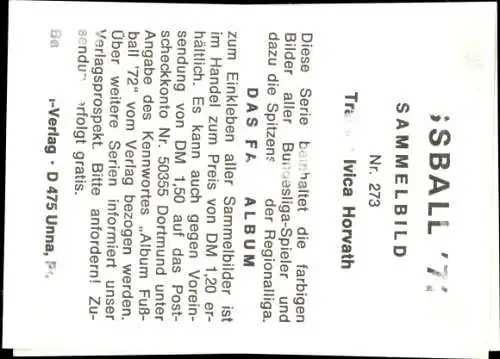 SBALL '7
SAMMELBILD
Nr. 273
Ivica Horvath
Diese Serie die farbigen
Bilder aller Bundesliga-Spieler und
dazu die der Regionalliga.
DAS ALBUM
zum Einkleben aller Sammelbilder ist
im Handel zum Preis von DM 1,20 er-
hältlich. Es kann auch gegen Vorein-
sendung von DM 1,50 auf das Post-
scheckkonto Nr. 50355 Dortmund unter
Angabe des Kennwortes „Album Fuß-
ball '72" vom Verlag bezogen werden.
Über weitere Serien informiert unser
Verlagsprospekt. Bitte anfordern! Zu-
erfolgt gratis.
-Verlag · D 475 Unna,